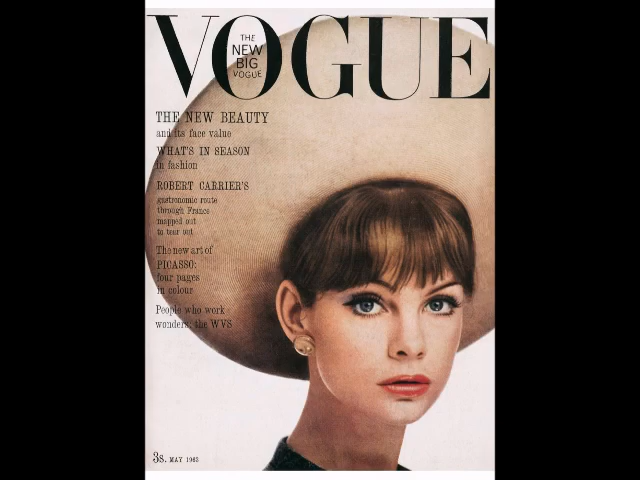 VOGUE
THE
NEW
BIG
VOGUE
THE NEW BEAUTY
and its face value
WHAT'S IN SEASON
in fashion
ROBERT CARRIER'S
gastronomic route
through France
mapped out
to tear out
The new art of
PICASSO:
four pages
in colour
People who work
wonders: the WVS
3s. MAY 1963